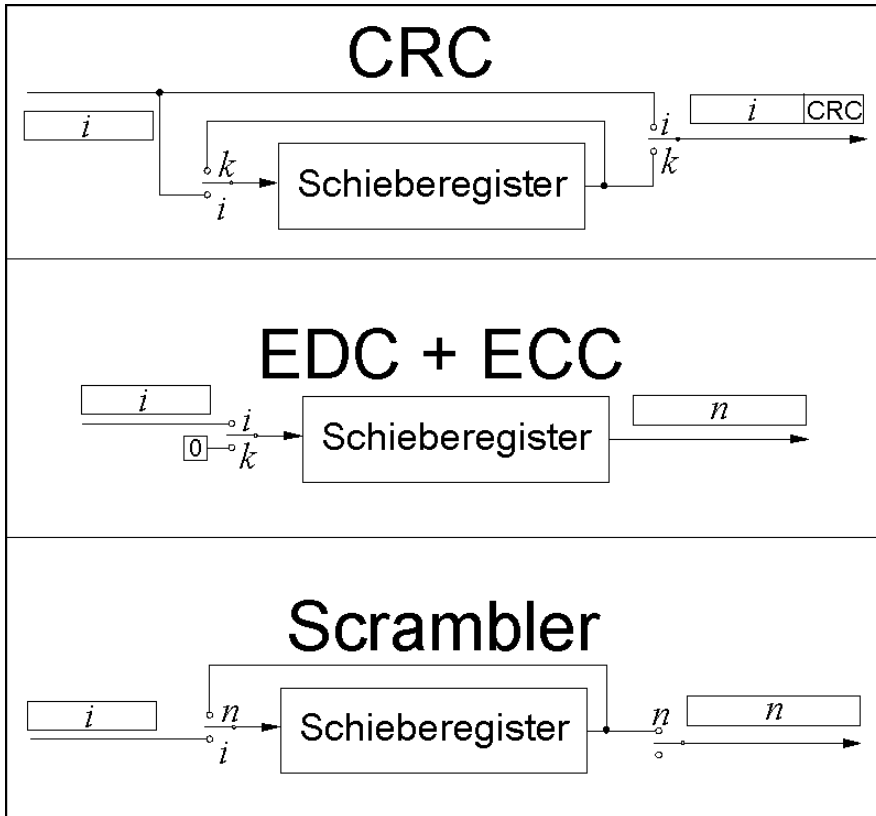 CRC
i
i CRC
i
k
k
i
Schieberegister
EDC + ECC
i
n
i
0
k
Schieberegister
Scrambler
i
n
n
n
i
Schieberegister